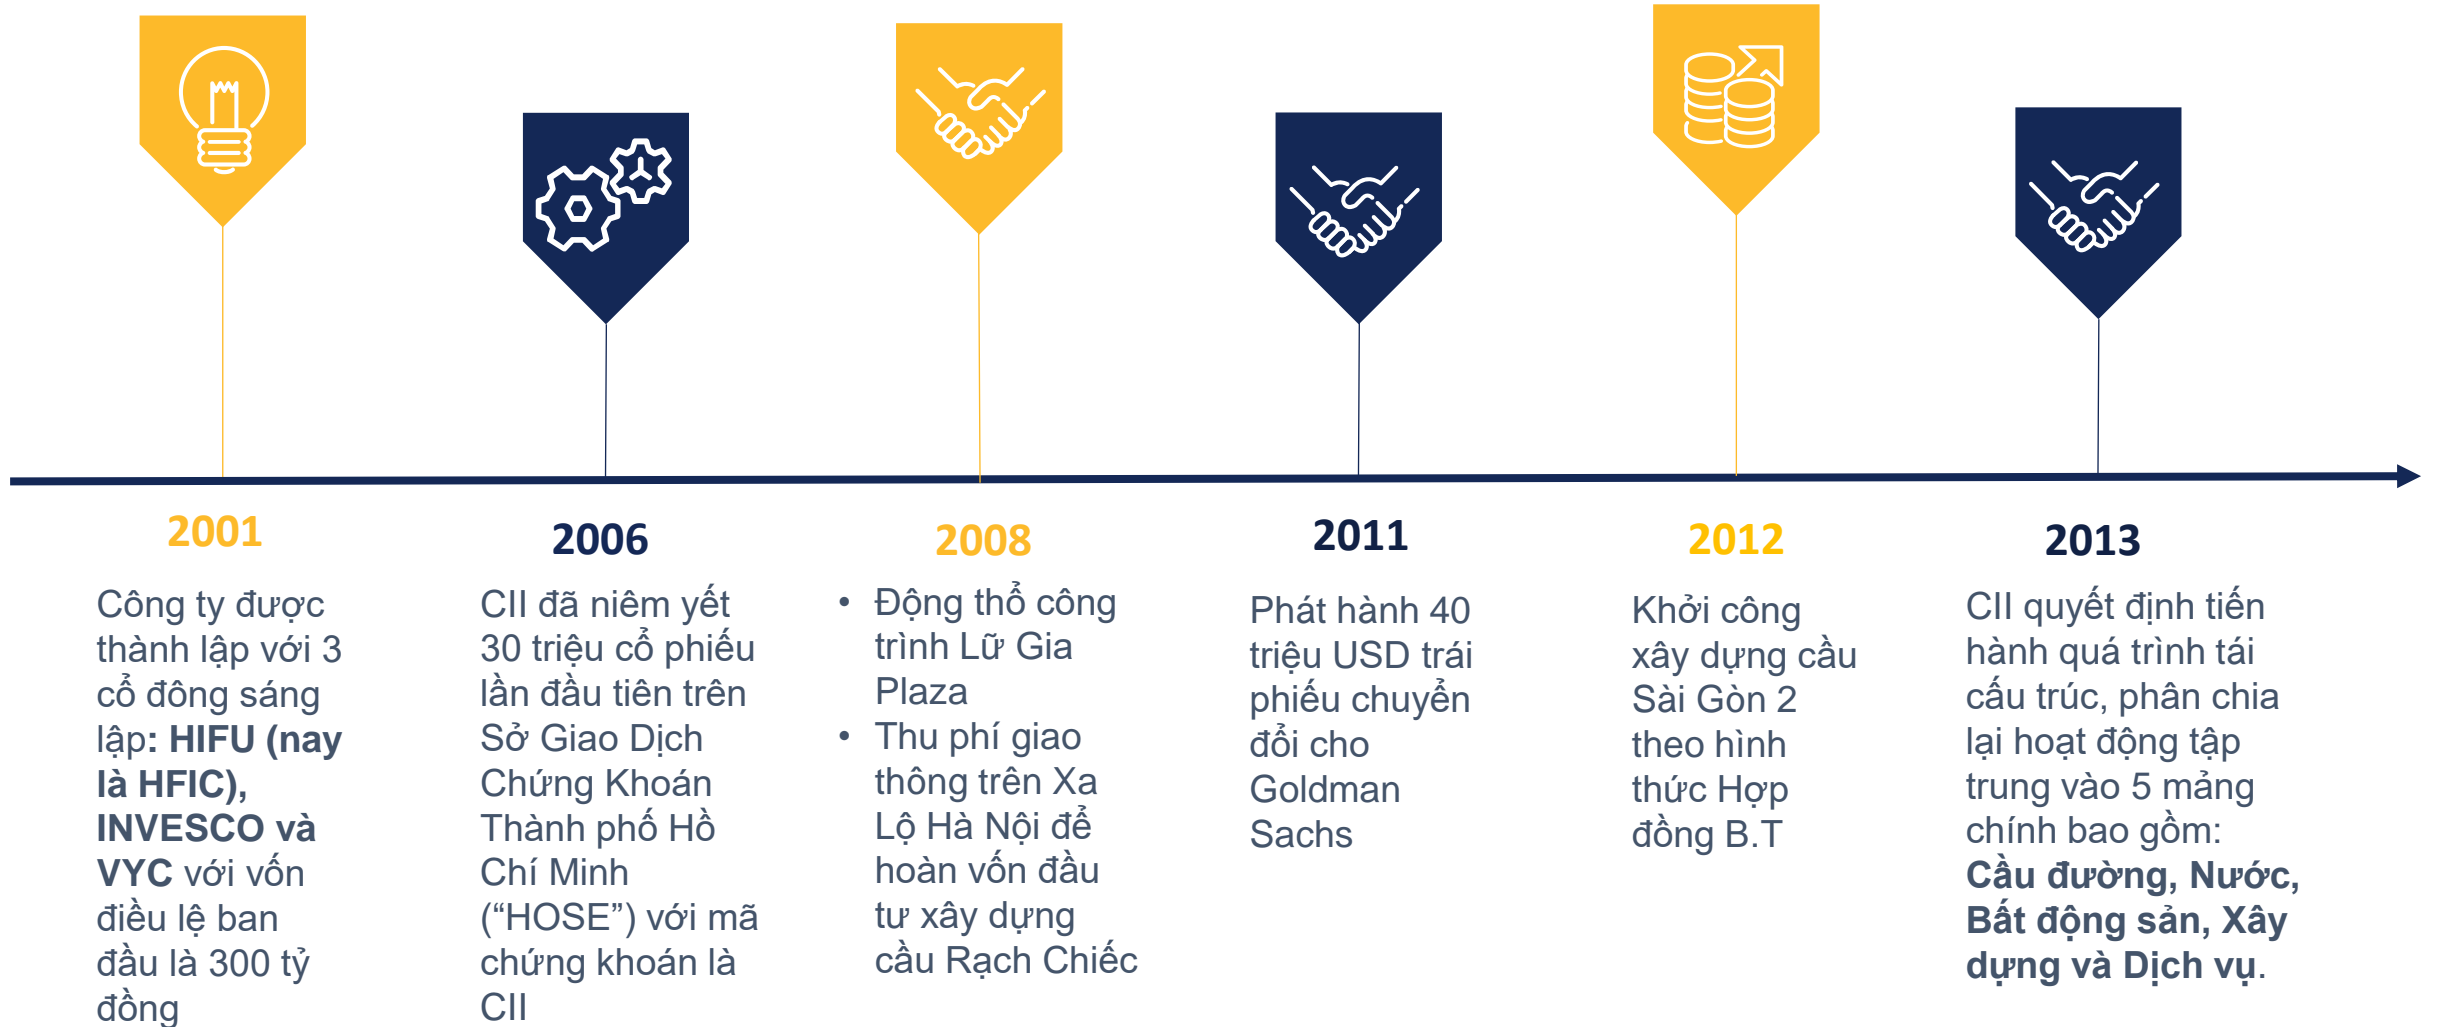 2001
Công ty được
thành lập với 3
cổ đông sáng
lập: HIFU (nay
là HFIC),
INVESCO và
VYC với vốn
điều lệ ban
đầu là 300 tỷ
đồng
2006
CII đã niêm yết
30 triệu cổ phiếu
lần đầu tiên trên
Sở Giao Dịch
Chứng Khoán
Thành phố Hồ
Chí Minh
(“HOSE”) với mã
chứng khoán là
CII
2008
• Động thổ công
trình Lữ Gia
Plaza
• Thu phí giao
thông trên Xa
Lộ Hà Nội để
hoàn vốn đầu
tư xây dựng
cầu Rạch Chiếc
2011
Phát hành 40
triệu USD trái
phiếu chuyển
đổi cho
Goldman
Sachs
2012
Khởi công
xây dựng cầu
Sài Gòn 2
theo hình
thức Hợp
đồng B.T
2013
CII quyết định tiến
hành quá trình tái
cấu trúc, phân chia
lại hoạt động tập
trung vào 5 mảng
chính bao gồm:
Cầu đường, Nước,
Bất động sản, Xây
dựng và Dịch vụ.